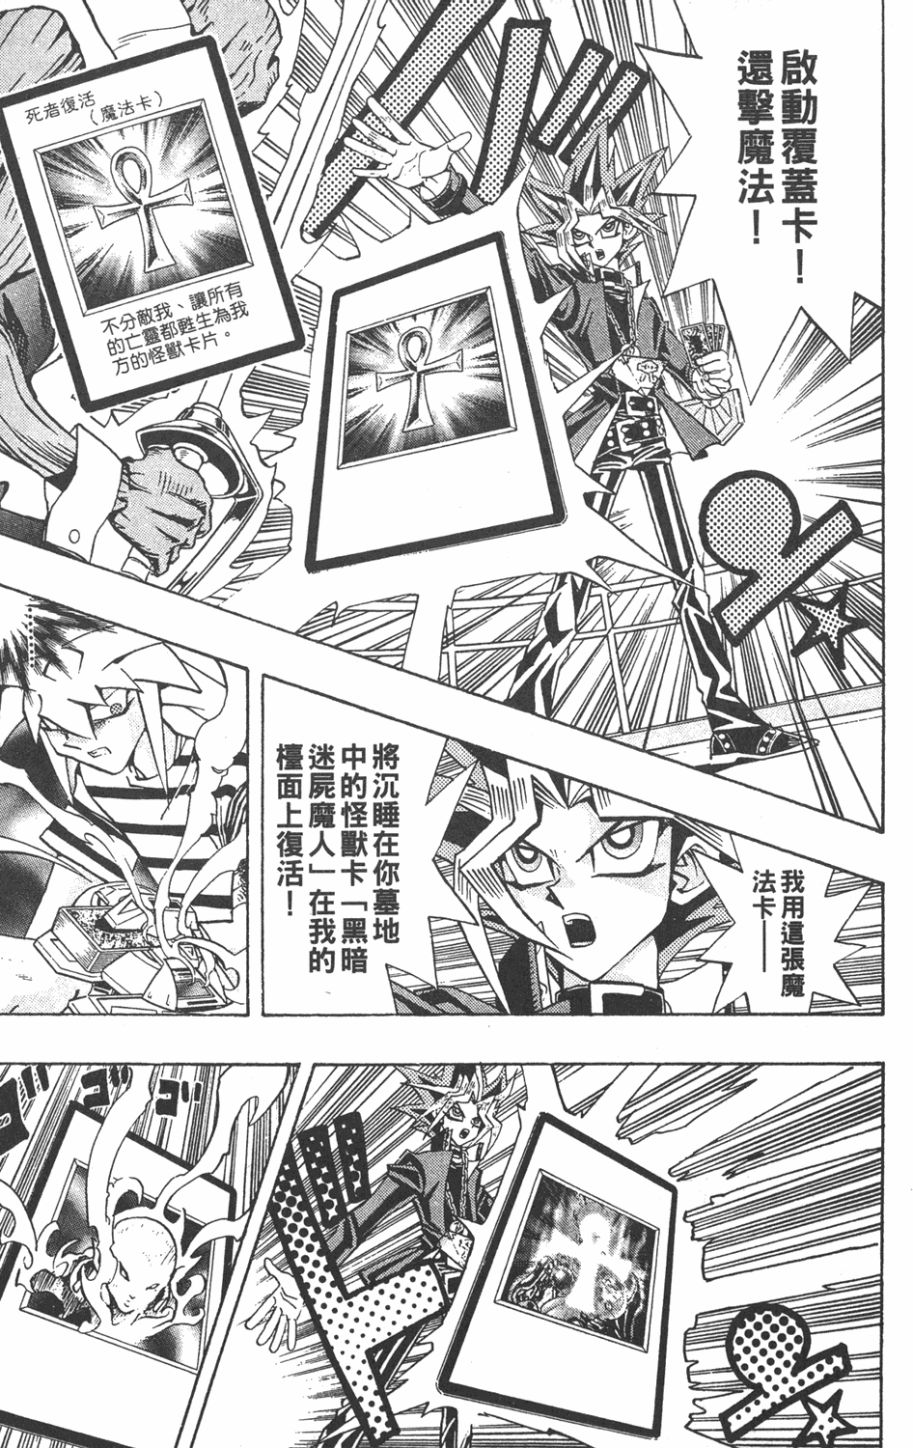 啟動覆蓋卡！
還擊魔法！
死者復活
（魔法卡）
不分敵我、讓所有
的亡靈都甦生為我
方的怪獸卡片。
我用這張魔
法卡——
將沉睡在你墓地
中的怪獸卡「黑暗
迷屍魔人」在我的
檯面上復活！
………
ゴゴゴ